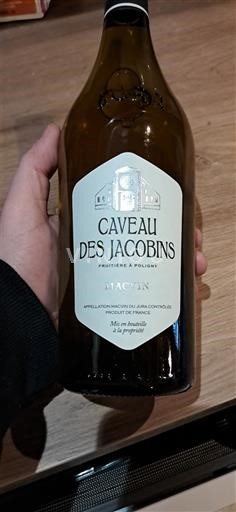 CAVEAU
DES JACOBINS
FRUITIÈRE À POLIGNY
MACVIN
APPELLATION MACVIN DU JURA CONTRÔLÉE
PRODUIT DE FRANCE
Mis en bouteille
à la propriété